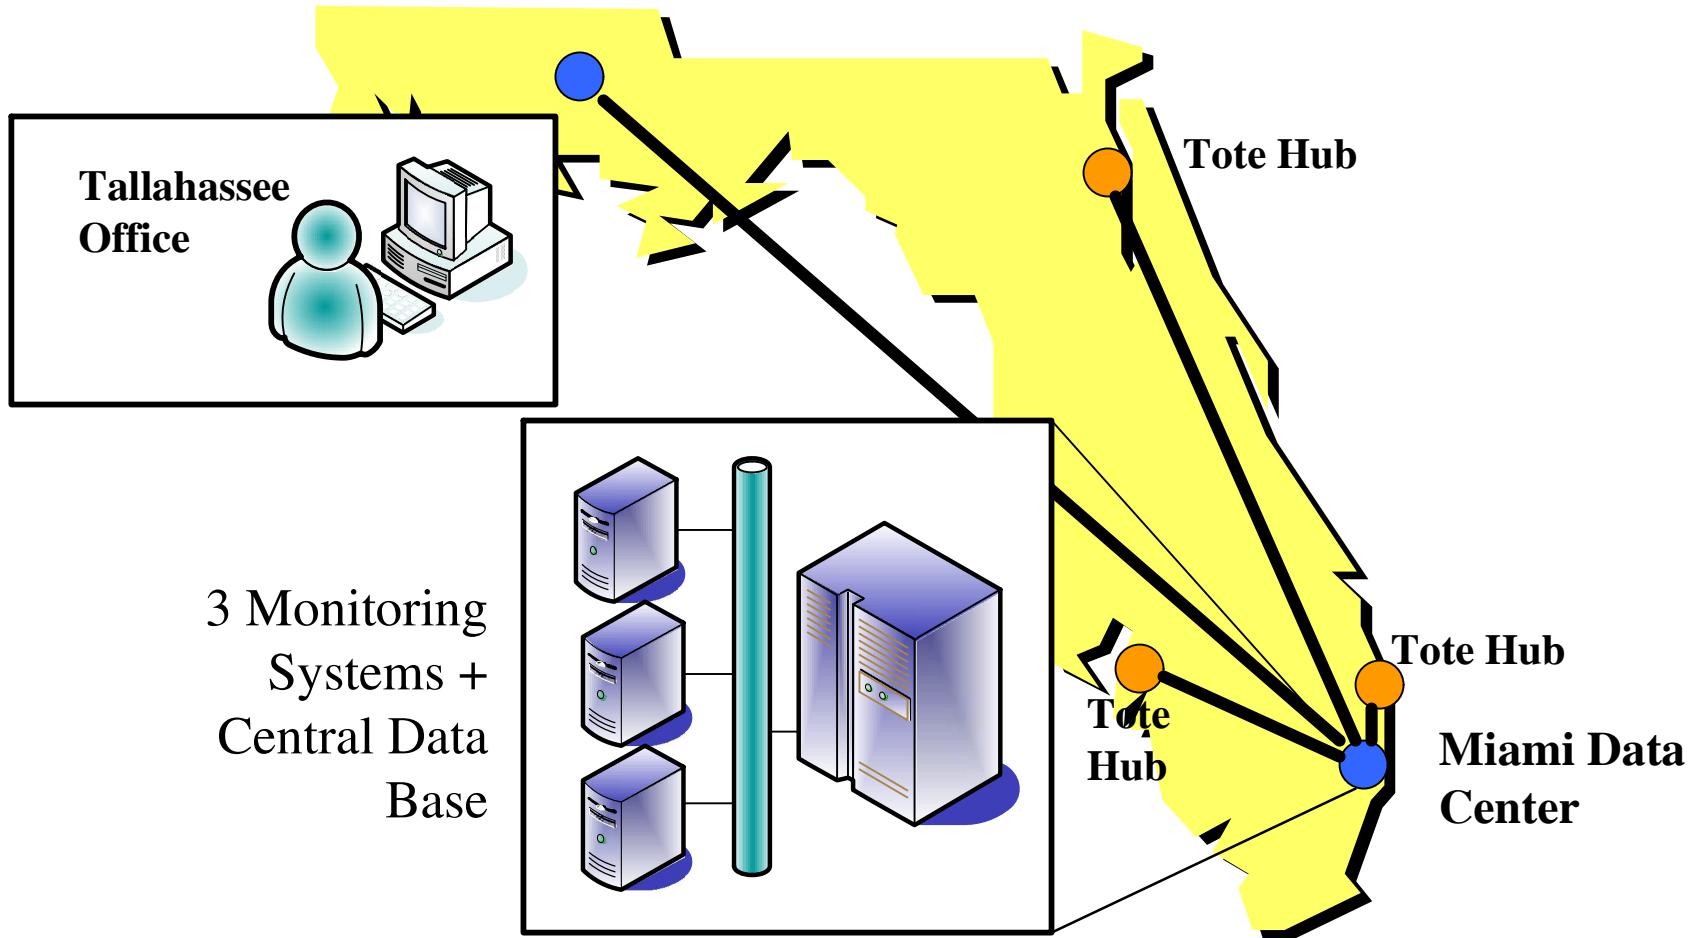 Tallahassee
Office
Tote Hub
3 Monitoring
Systems +
Central Data
Base
Tote Hub
Tote
Hub
Miami Data
Center